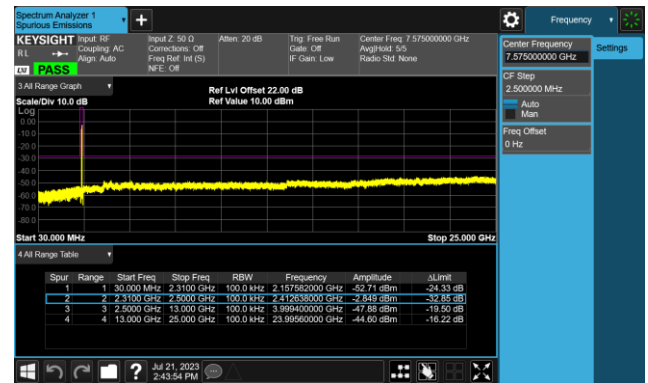 Spectrum Analyzer 1
Spurious Emissions
Frequency
KEYSIGHT Input: RF Input Z: 50 Ω Atten: 20 dB Trig: Free Run Center Freq: 7.575000000 GHz
RL Coupling: AC Corrections: Off Gate: Off Avg|Hold: 5/5
Align: Auto Freq Ref: Int (S) IF Gain: Low Radio Std: None
NFE: Off
LXI PASS
Center Frequency
7.575000000 GHz
Settings
CF Step
2.500000 MHz
Auto
Man
Freq Offset
0 Hz
3 All Range Graph
Ref Lvl Offset 22.00 dB
Scale/Div 10.0 dB Ref Value 10.00 dBm
Log
0.00
-10.0
-20.0
-30.0
-40.0
-50.0
-60.0
-70.0
-80.0
Start 30.000 MHz Stop 25.000 GHz
4 All Range Table
Spur Range Start Freq Stop Freq RBW Frequency Amplitude ΔLimit
1 1 30.000 MHz 2.3100 GHz 100.0 kHz 2.157582000 GHz -52.71 dBm -24.33 dB
2 2 2.3100 GHz 2.5000 GHz 100.0 kHz 2.412638000 GHz -2.849 dBm -32.85 dB
3 3 2.5000 GHz 13.000 GHz 100.0 kHz 3.999400000 GHz -47.88 dBm -19.50 dB
4 4 13.000 GHz 25.000 GHz 100.0 kHz 23.99560000 GHz -44.60 dBm -16.22 dB
Jul 21, 2023
2:43:54 PM